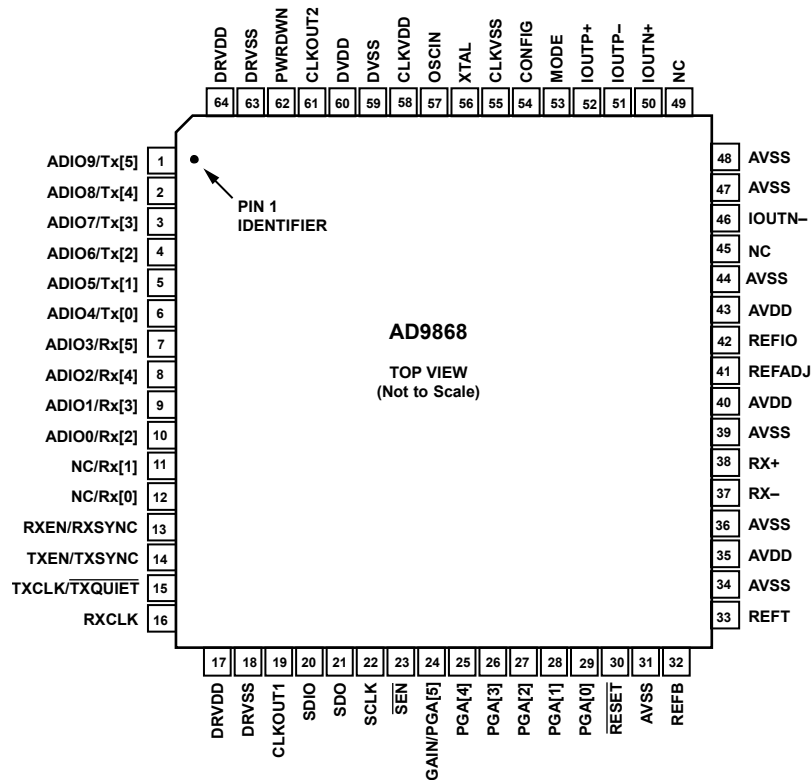 DRVDD
DRVSS
PWRDWN
CLKOUT2
DVDD
DVSS
CLKVDD
OSCIN
XTAL
CLKVSS
CONFIG
MODE
IOUTP+
IOUTP–
IOUTN+
NC
64 63 62 61 60 59 58 57 56 55 54 53 52 51 50 49
ADIO9/Tx[5] 1
ADIO8/Tx[4] 2
ADIO7/Tx[3] 3
ADIO6/Tx[2] 4
ADIO5/Tx[1] 5
ADIO4/Tx[0] 6
ADIO3/Rx[5] 7
ADIO2/Rx[4] 8
ADIO1/Rx[3] 9
ADIO0/Rx[2] 10
NC/Rx[1] 11
NC/Rx[0] 12
RXEN/RXSYNC 13
TXEN/TXSYNC 14
TXCLK/TXQUIET 15
RXCLK 16
PIN 1
IDENTIFIER
AD9868
TOP VIEW
(Not to Scale)
48 AVSS
47 AVSS
46 IOUTN–
45 NC
44 AVSS
43 AVDD
42 REFIO
41 REFADJ
40 AVDD
39 AVSS
38 RX+
37 RX–
36 AVSS
35 AVDD
34 AVSS
33 REFT
17 18 19 20 21 22 23 24 25 26 27 28 29 30 31 32
DRVDD
DRVSS
CLKOUT1
SDIO
SDO
SCLK
SEN
GAIN/PGA[5]
PGA[4]
PGA[3]
PGA[2]
PGA[1]
PGA[0]
RESET
AVSS
REFB